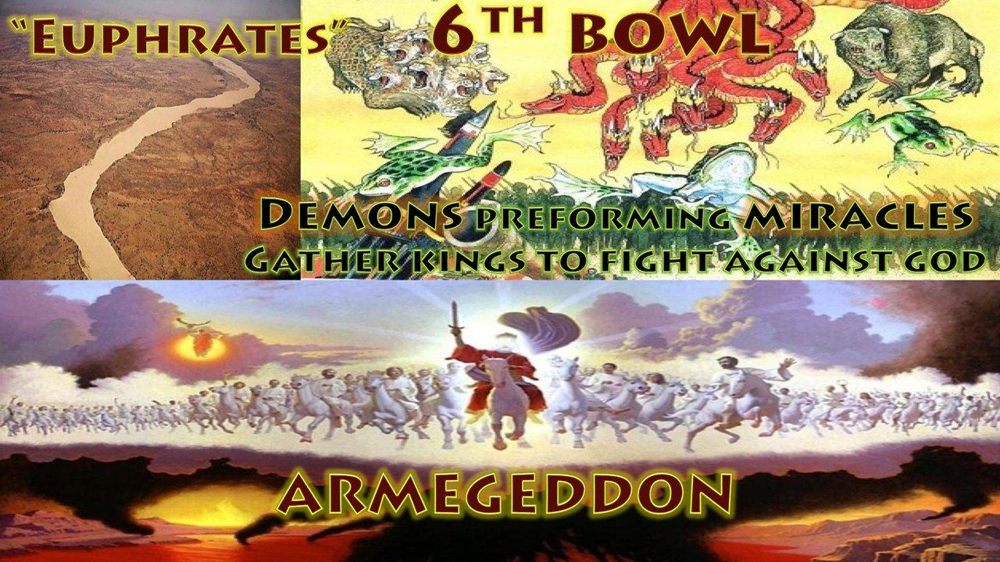 “Euphrates”
6TH BOWL
DEMONS PREFORMING MIRACLES
GATHER KINGS TO FIGHT AGAINST GOD
ARMEGEDDON